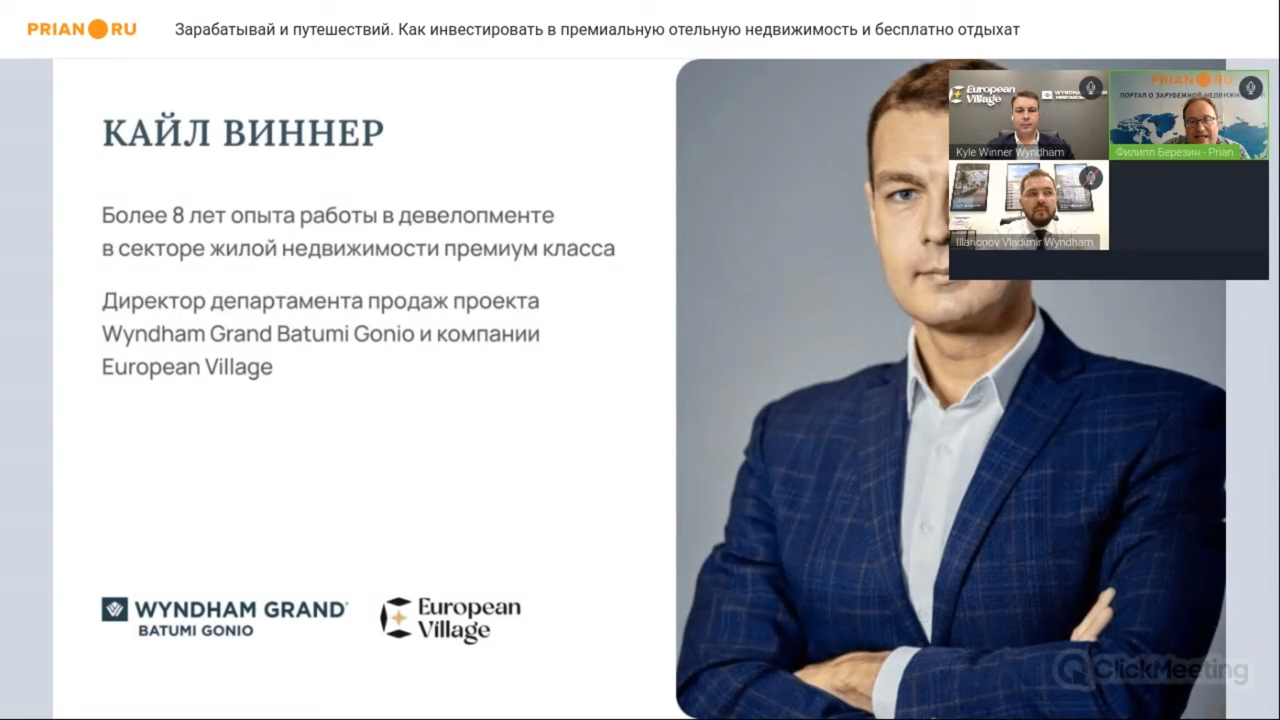 PRIAN RU
Зарабатывай и путешествий. Как инвестировать в премиальную отельную недвижимость и бесплатно отдыхат
КАЙЛ ВИННЕР
Более 8 лет опыта работы в девелопменте
в секторе жилой недвижимости премиум класса
Директор департамента продаж проекта
Wyndham Grand Batumi Gonio и компании
European Village
WYNDHAM GRAND
BATUMI GONIO
European
Village
European
Village
Kyle Winner Wyndham
PRIAN RU
ПОРТАЛ О ЗАРУБЕЖНОЙ
Филипп Березин - Prian
Illarionov Vladimir Wyndham
ClickMeeting